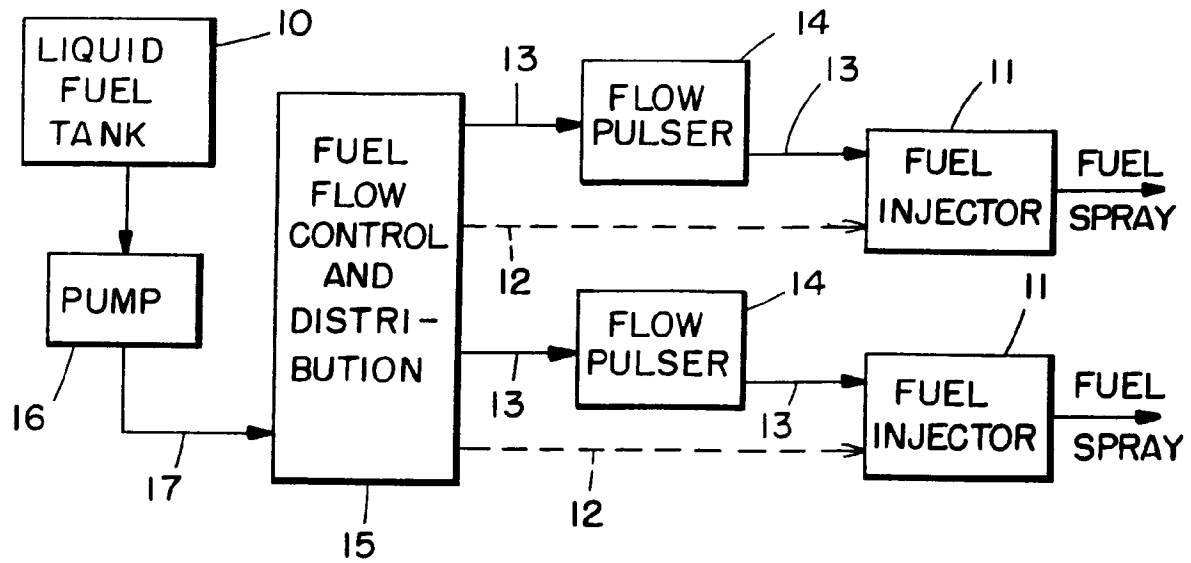 10
LIQUID
FUEL
TANK
PUMP
16
17
FUEL
FLOW
CONTROL
AND
DISTRI-
BUTION
15
13
14
FLOW
PULSER
13
11
FUEL
INJECTOR
FUEL
SPRAY
12
13
14
FLOW
PULSER
13
11
FUEL
INJECTOR
FUEL
SPRAY
12